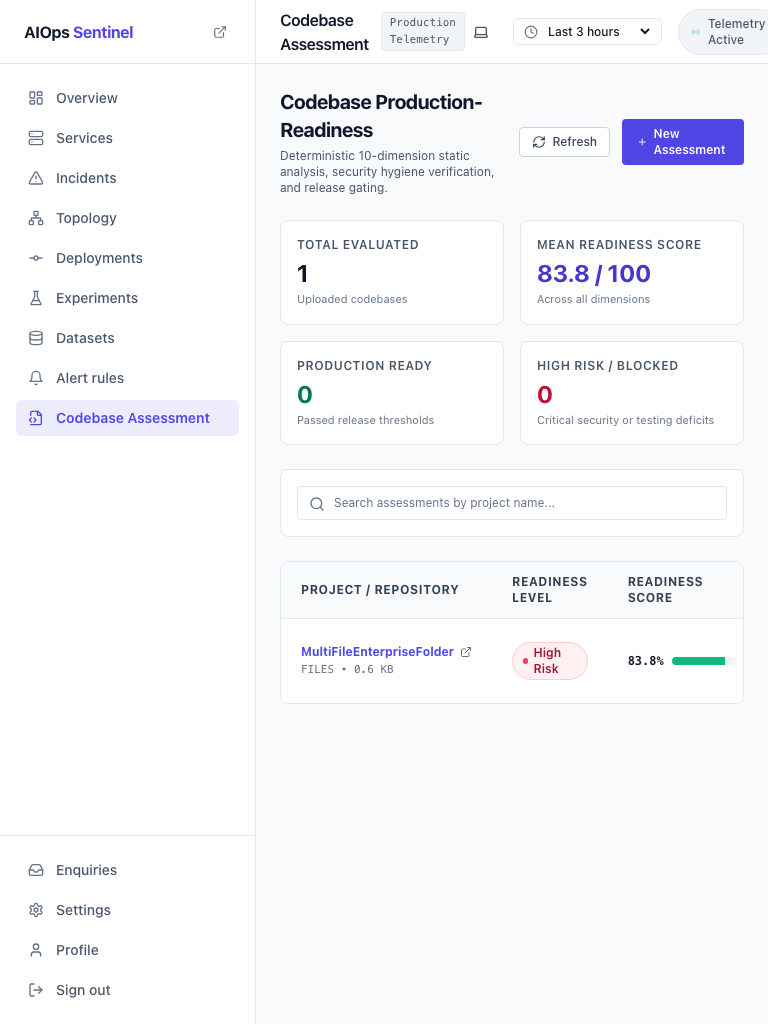 AIOps Sentinel
Overview
Services
Incidents
Topology
Deployments
Experiments
Datasets
Alert rules
Codebase Assessment
Enquiries
Settings
Profile
Sign out
Codebase
Assessment
Production
Telemetry
Last 3 hours
Telemetry
Active
Codebase Production-
Readiness
Deterministic 10-dimension static
analysis, security hygiene verification,
and release gating.
Refresh
+ New
Assessment
TOTAL EVALUATED
1
Uploaded codebases
MEAN READINESS SCORE
83.8 / 100
Across all dimensions
PRODUCTION READY
0
Passed release thresholds
HIGH RISK / BLOCKED
0
Critical security or testing deficits
Search assessments by project name...
PROJECT / REPOSITORY
READINESS
LEVEL
READINESS
SCORE
MultiFileEnterpriseFolder
FILES • 0.6 KB
High
Risk
83.8%